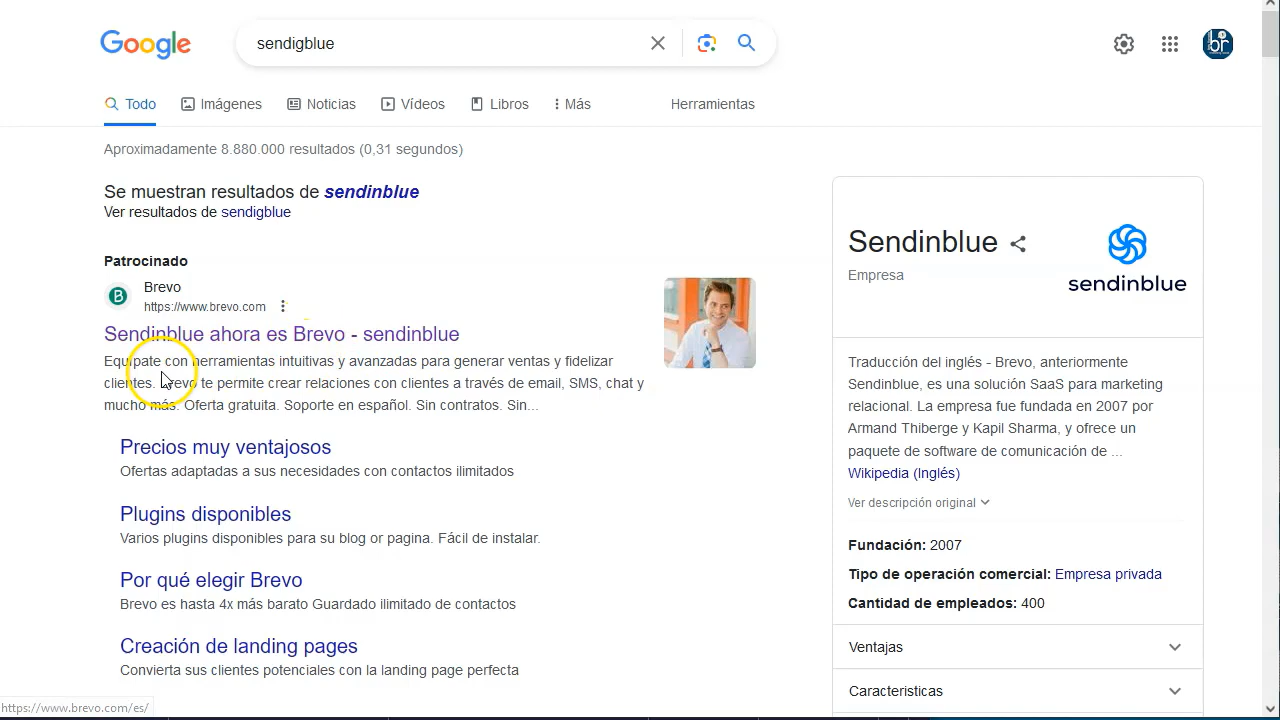 Google
sendigblue
br
Todo
Imágenes
Noticias
Vídeos
Libros
Más
Herramientas
Aproximadamente 8.880.000 resultados (0,31 segundos)
Se muestran resultados de sendinblue
Ver resultados de sendigblue
Patrocinado
B
Brevo
https://www.brevo.com
Sendinblue ahora es Brevo - sendinblue
Equípate con herramientas intuitivas y avanzadas para generar ventas y fidelizar
clientes. Brevo te permite crear relaciones con clientes a través de email, SMS, chat y
mucho más. Oferta gratuita. Soporte en español. Sin contratos. Sin...
Precios muy ventajosos
Ofertas adaptadas a sus necesidades con contactos ilimitados
Plugins disponibles
Varios plugins disponibles para su blog or pagina. Fácil de instalar.
Por qué elegir Brevo
Brevo es hasta 4x más barato Guardado ilimitado de contactos
Creación de landing pages
Convierta sus clientes potenciales con la landing page perfecta
https://www.brevo.com/es/
Sendinblue
Empresa
sendinblue
Traducción del inglés - Brevo, anteriormente
Sendinblue, es una solución SaaS para marketing
relacional. La empresa fue fundada en 2007 por
Armand Thiberge y Kapil Sharma, y ofrece un
paquete de software de comunicación de ...
Wikipedia (Inglés)
Ver descripción original
Fundación: 2007
Tipo de operación comercial: Empresa privada
Cantidad de empleados: 400
Ventajas
Caracteristicas